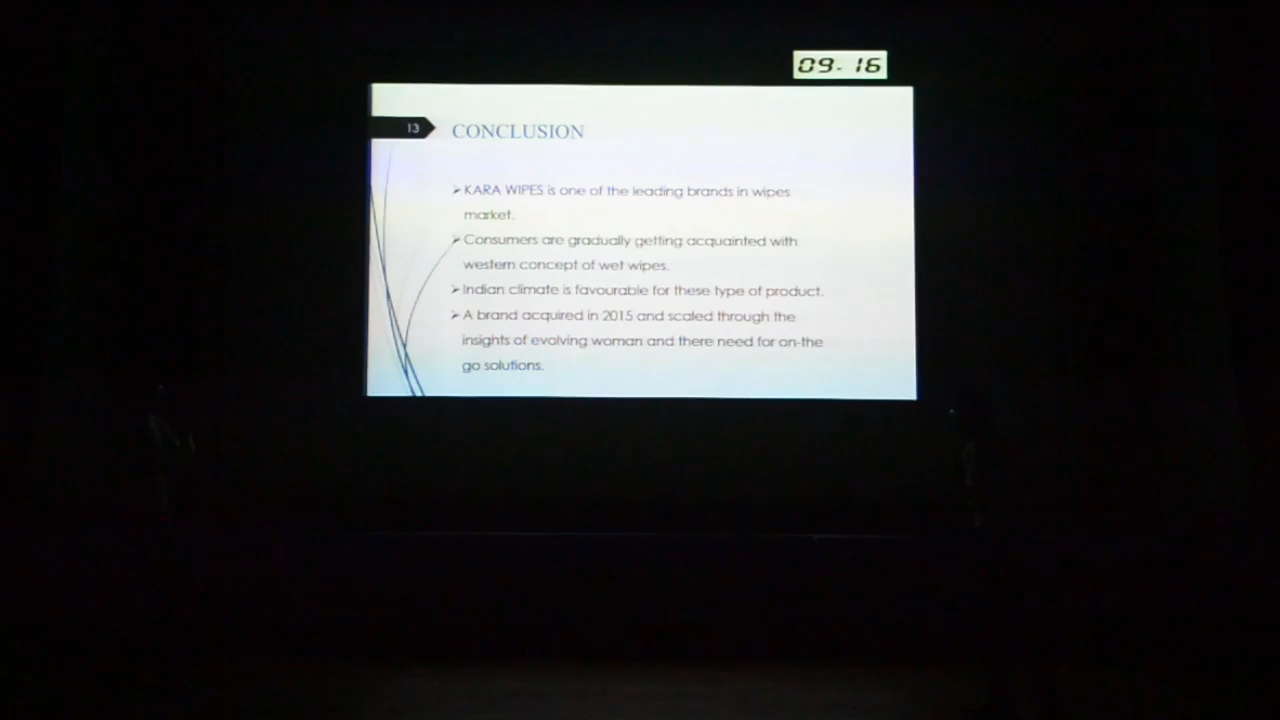 09- 16
13
CONCLUSION
➢ KARA WIPES is one of the leading brands in wipes
market.
➢ Consumers are gradually getting acquainted with
western concept of wet wipes.
➢ Indian climate is favourable for these type of product.
➢ A brand acquired in 2015 and scaled through the
insights of evolving woman and there need for on-the
go solutions.